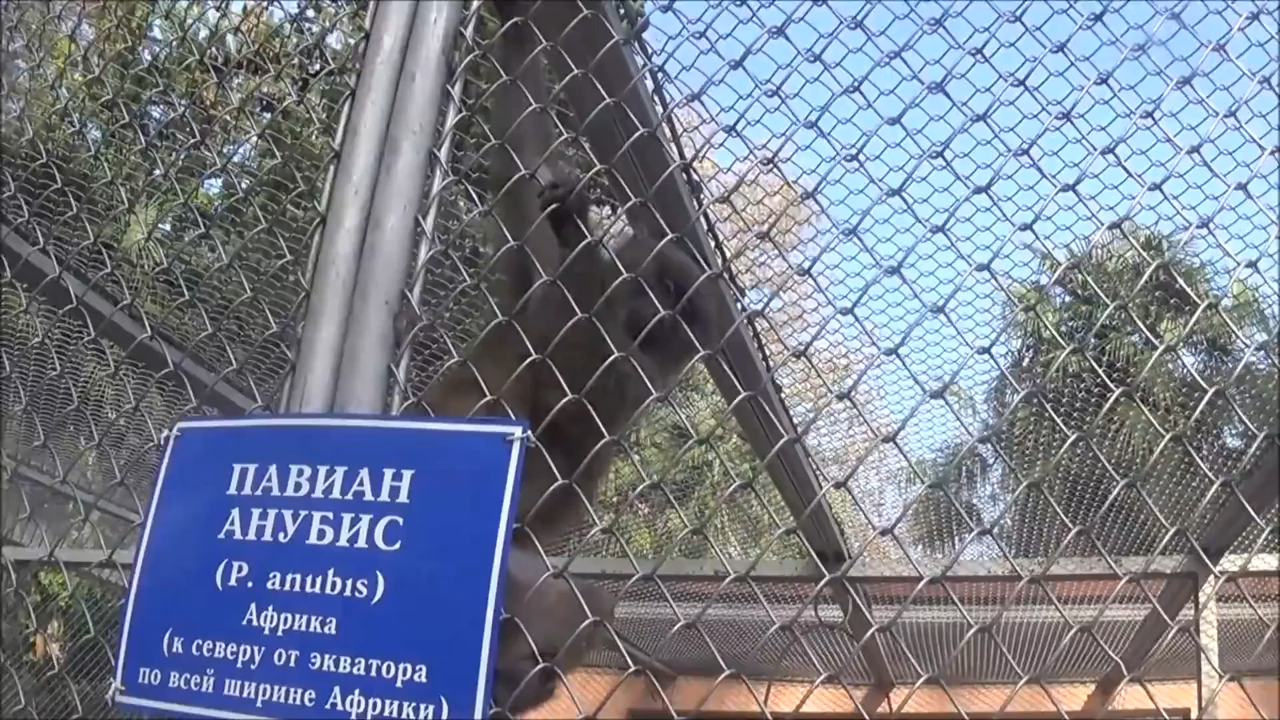 ПАВИАН
АНУБИС
(P. anubis)
Африка
(к северу от экватора
по всей ширине Африки)